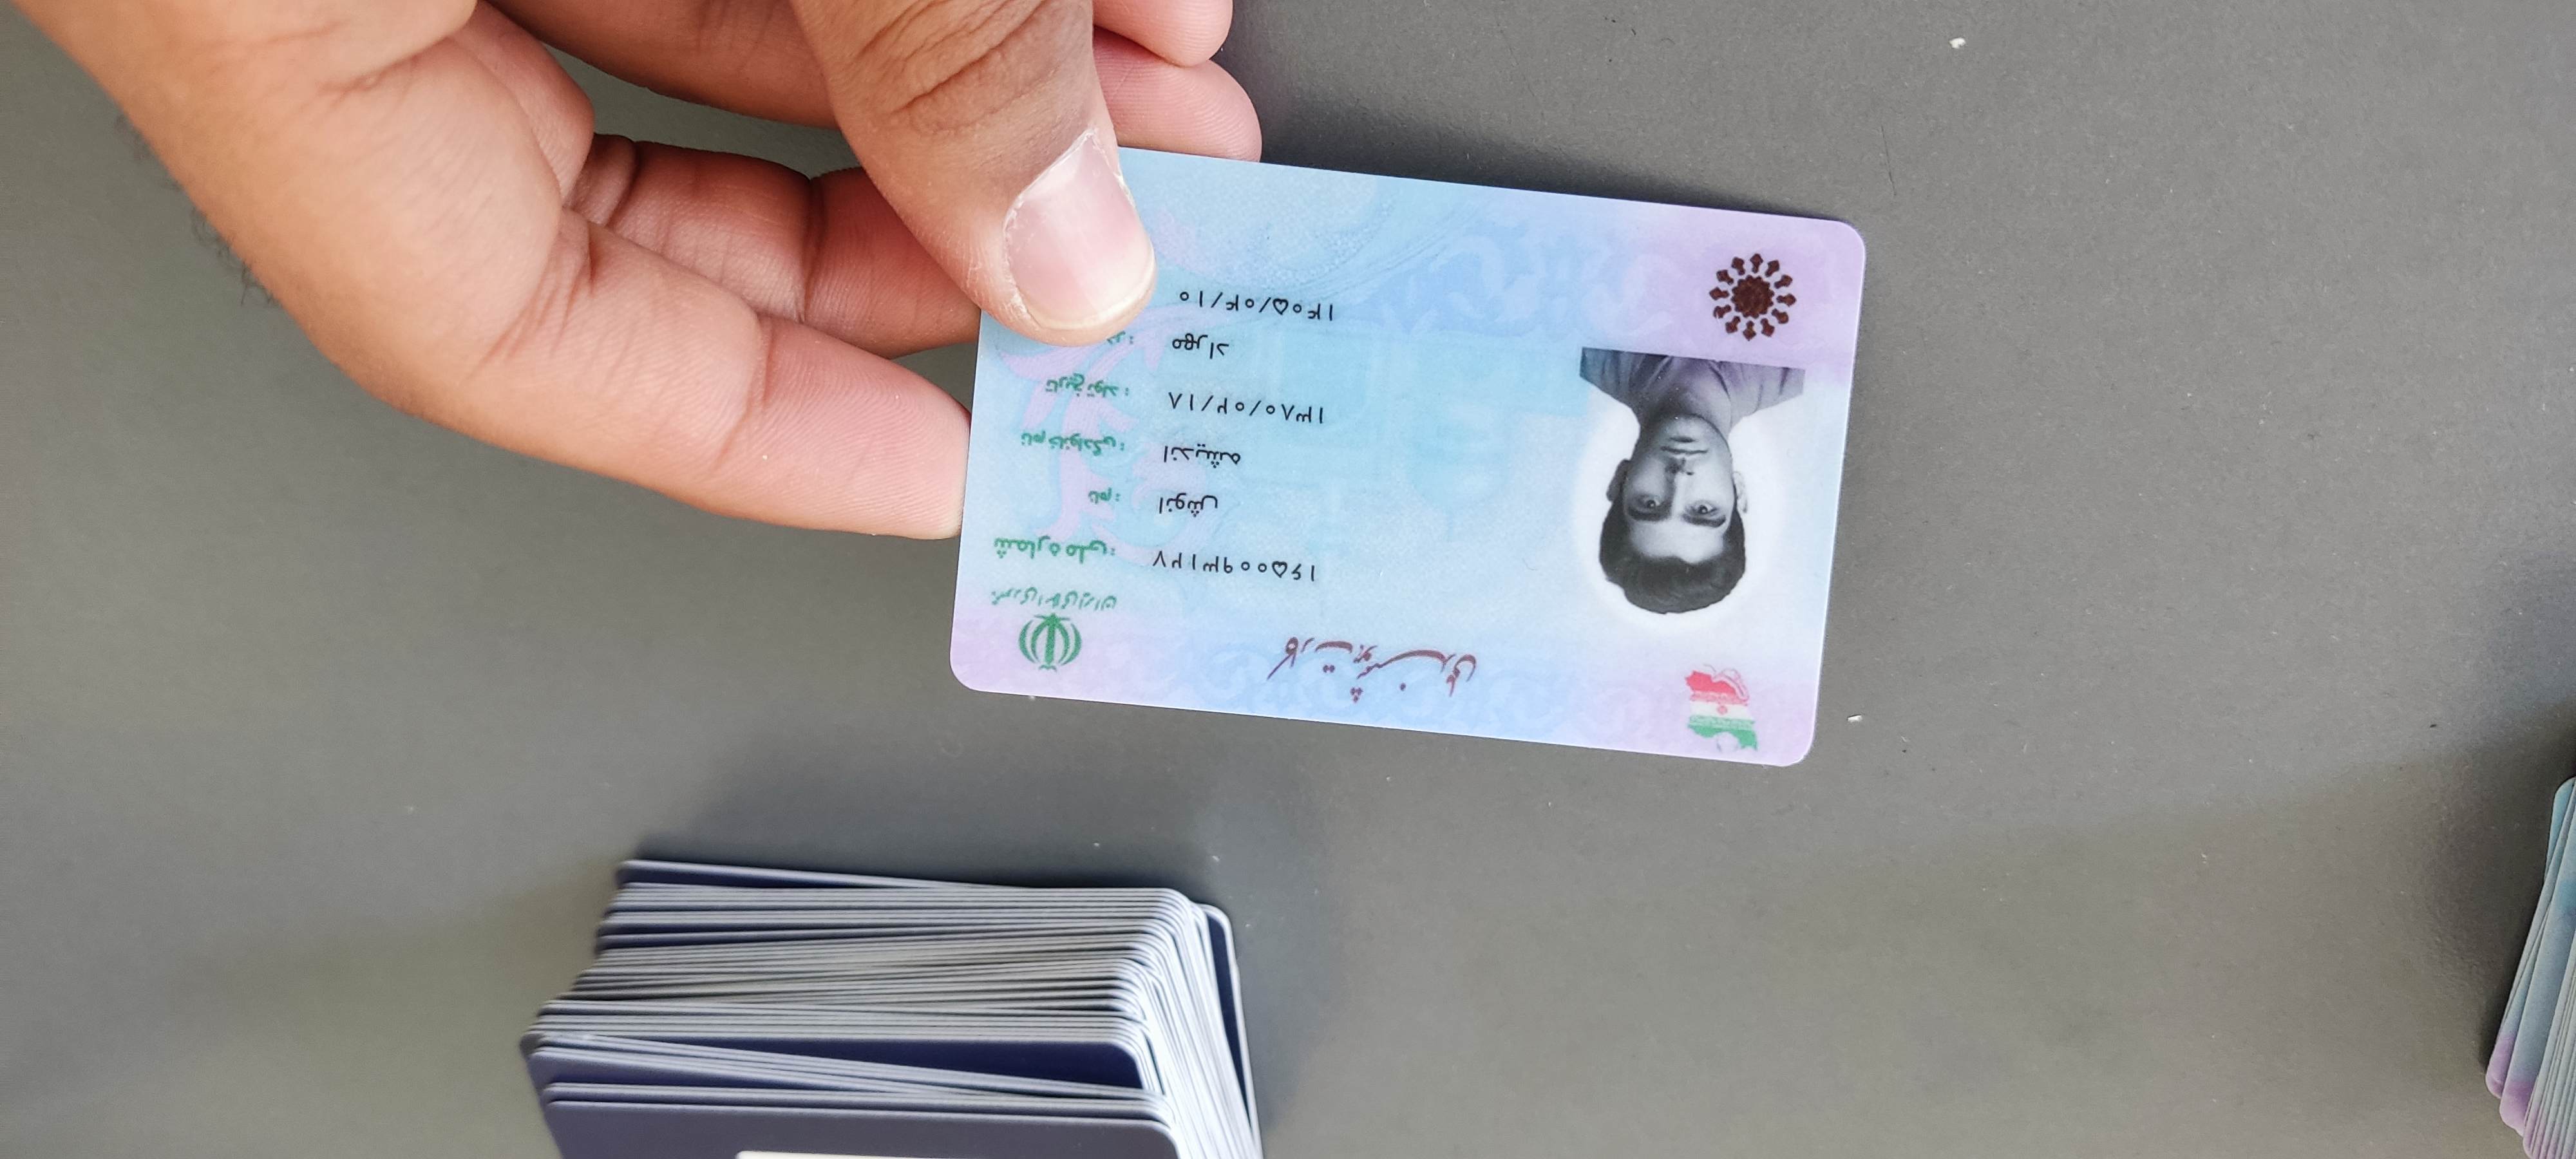 کارت هوشمند ملی
جمهوری اسلامی ایران
شماره ملی: ۱۶۵۰۰۹۳۱۲۷
نام: انوش
نام خانوادگی: اندیشه
تاریخ تولد: ۱۳۸۰/۰۲/۱۸
در: مهراد
۱۴۰۵/۰۴/۱۰